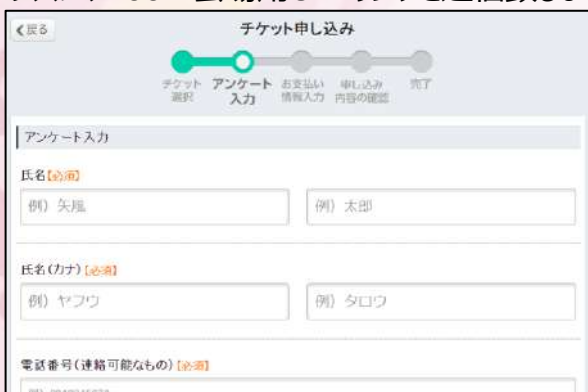 戻る
チケット申し込み
チケット選択
アンケート入力
お支払い情報入力
申し込み内容の確認
完了
アンケート入力
氏名【必須】
例) 矢風
例) 太郎
氏名(カナ)【必須】
例) ヤフウ
例) タロウ
電話番号(連絡可能なもの)【必須】